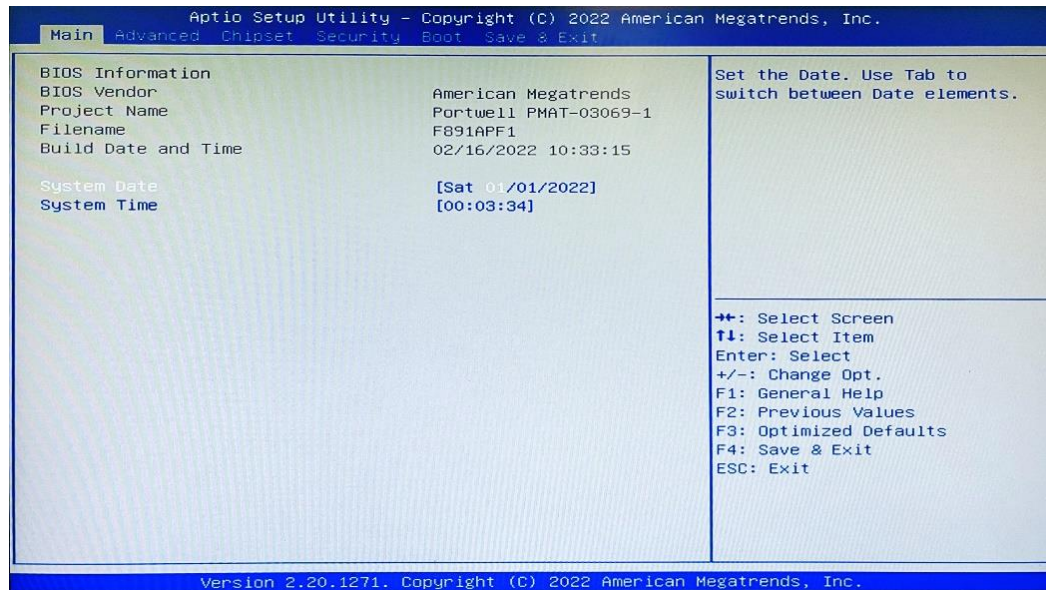 Aptio Setup Utility – Copyright (C) 2022 American Megatrends, Inc.
Main Advanced Chipset Security Boot Save & Exit
BIOS Information
BIOS Vendor American Megatrends
Project Name Portwell PMAT-03069-1
Filename F891APF1
Build Date and Time 02/16/2022 10:33:15
System Date [Sat 01/01/2022]
System Time [00:03:34]
Set the Date. Use Tab to
switch between Date elements.
→←: Select Screen
↑↓: Select Item
Enter: Select
+/-: Change Opt.
F1: General Help
F2: Previous Values
F3: Optimized Defaults
F4: Save & Exit
ESC: Exit
Version 2.20.1271. Copyright (C) 2022 American Megatrends, Inc.